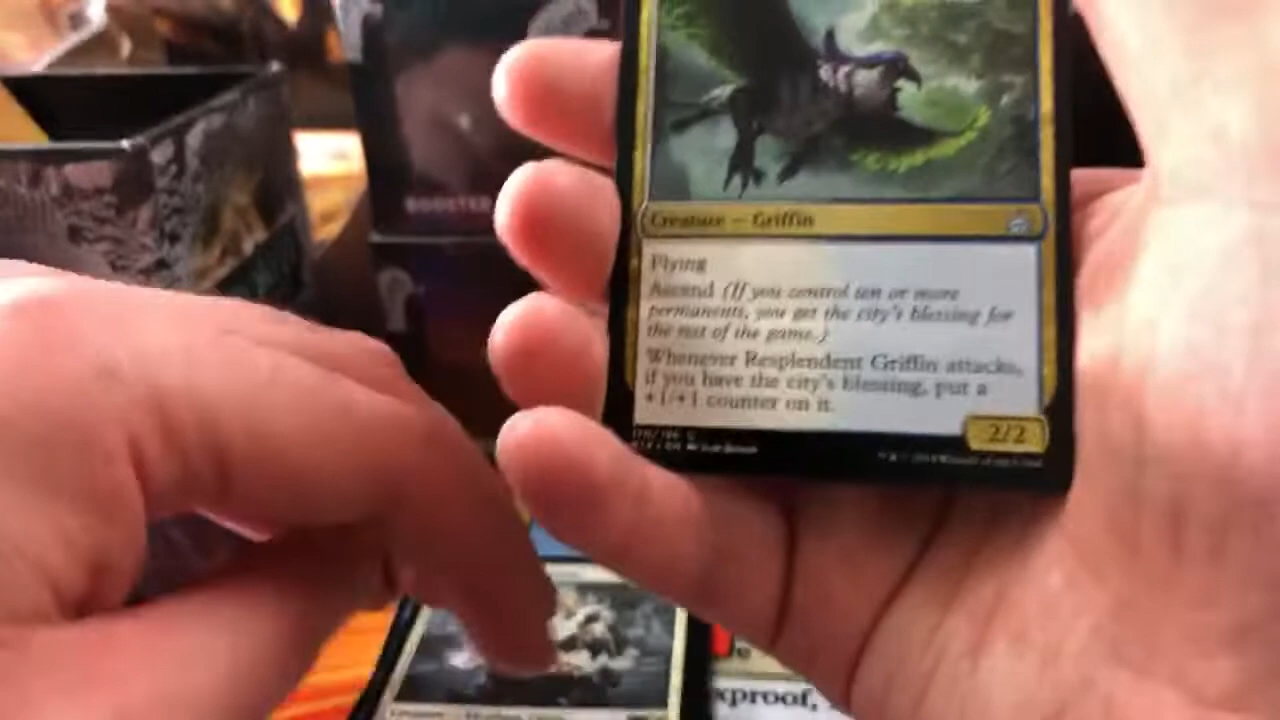 BOOSTER
Creature — Griffin
Flying
Ascend (If you control ten or more
permanents, you get the city's blessing for
the rest of the game.)
Whenever Resplendent Griffin attacks,
if you have the city's blessing, put a
+1/+1 counter on it.
2/2
Creature —
xproof,